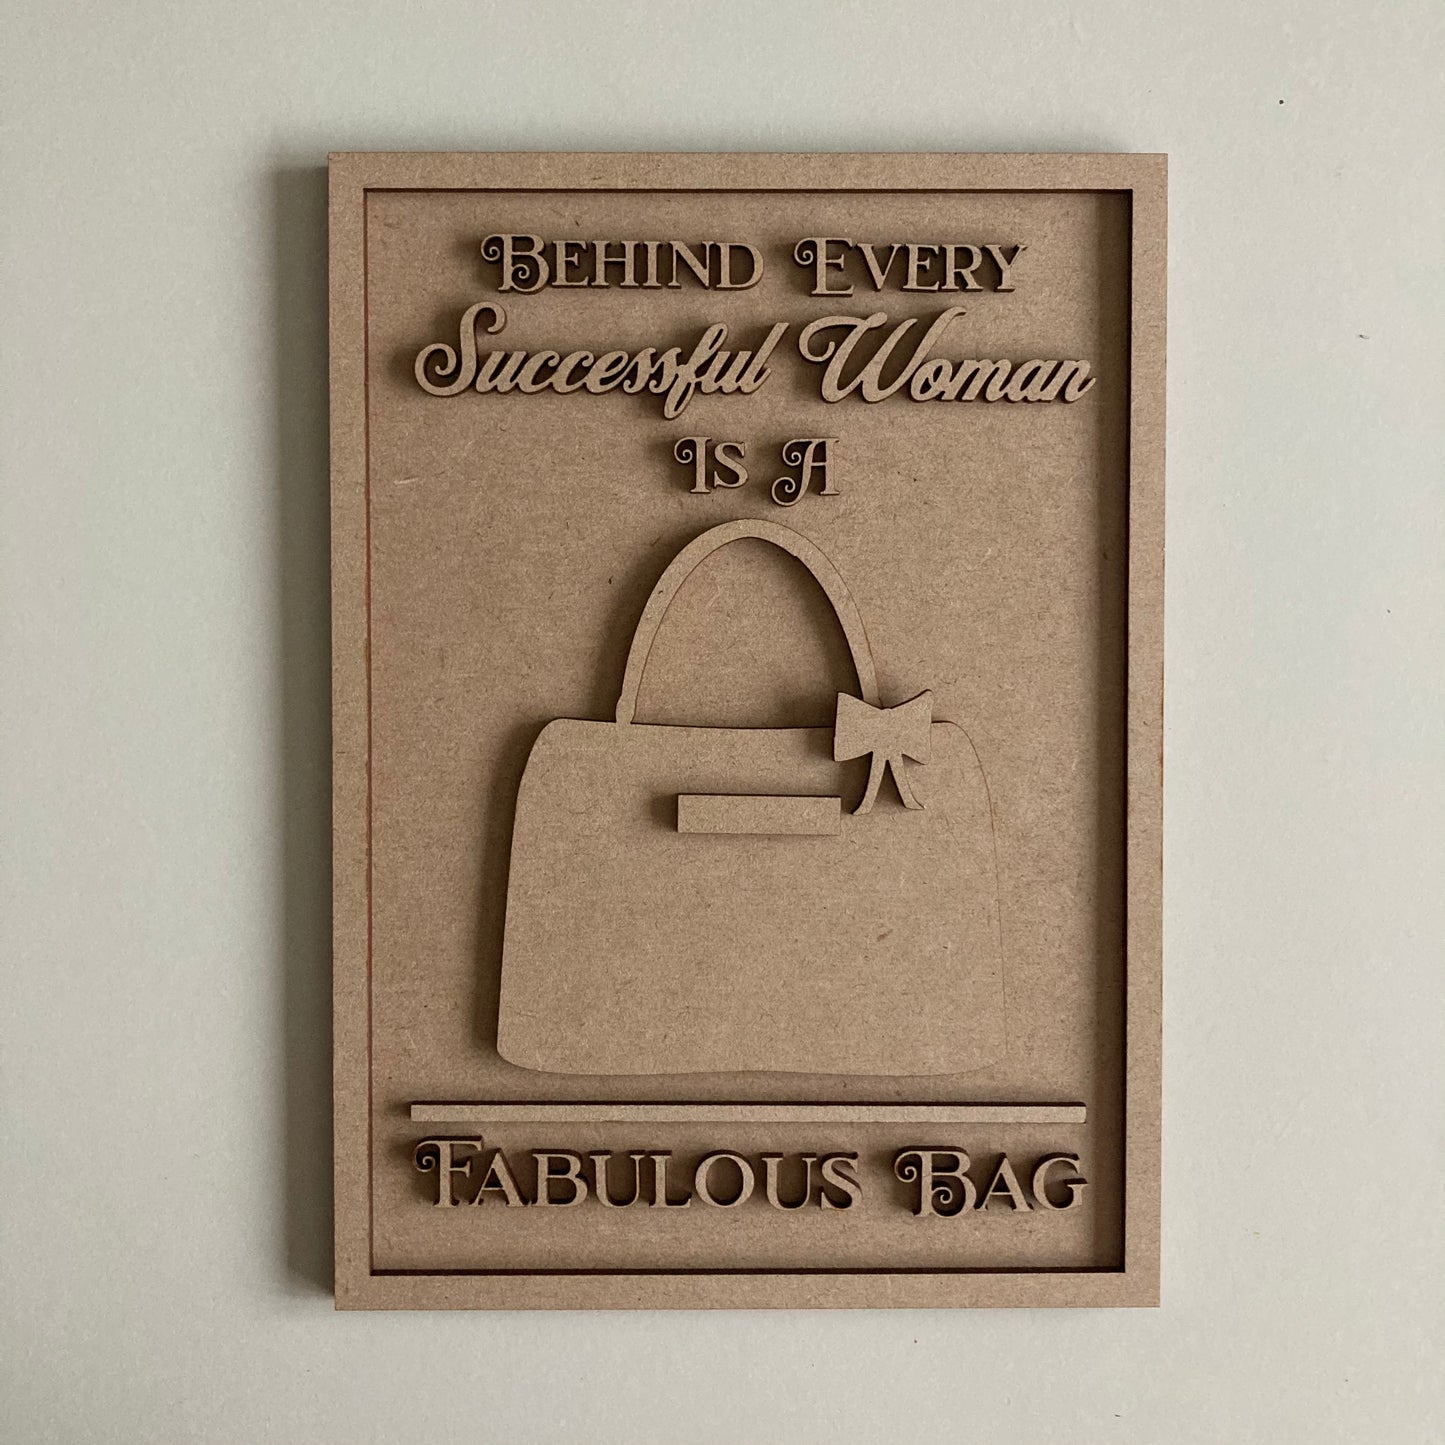 Behind Every
Successful Woman
Is A
Fabulous Bag